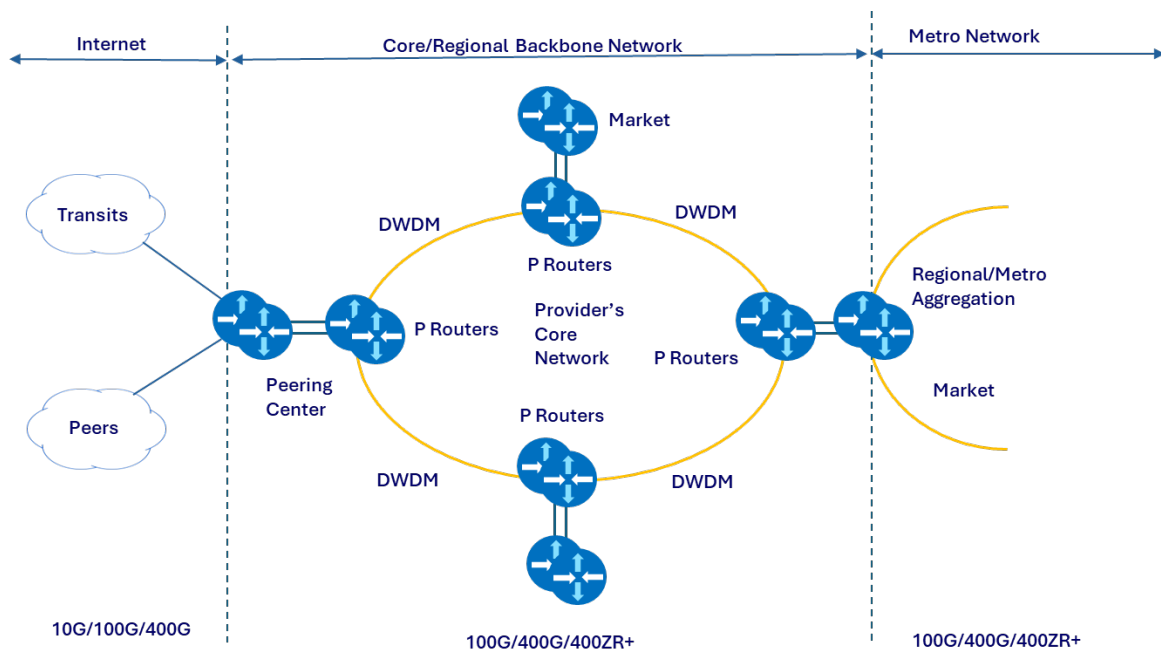 Internet
Core/Regional Backbone Network
Metro Network
Market
Transits
DWDM
DWDM
P Routers
Regional/Metro
Aggregation
Provider's
Core
Network
P Routers
P Routers
Peering
Center
Market
Peers
P Routers
DWDM
DWDM
10G/100G/400G
100G/400G/400ZR+
100G/400G/400ZR+